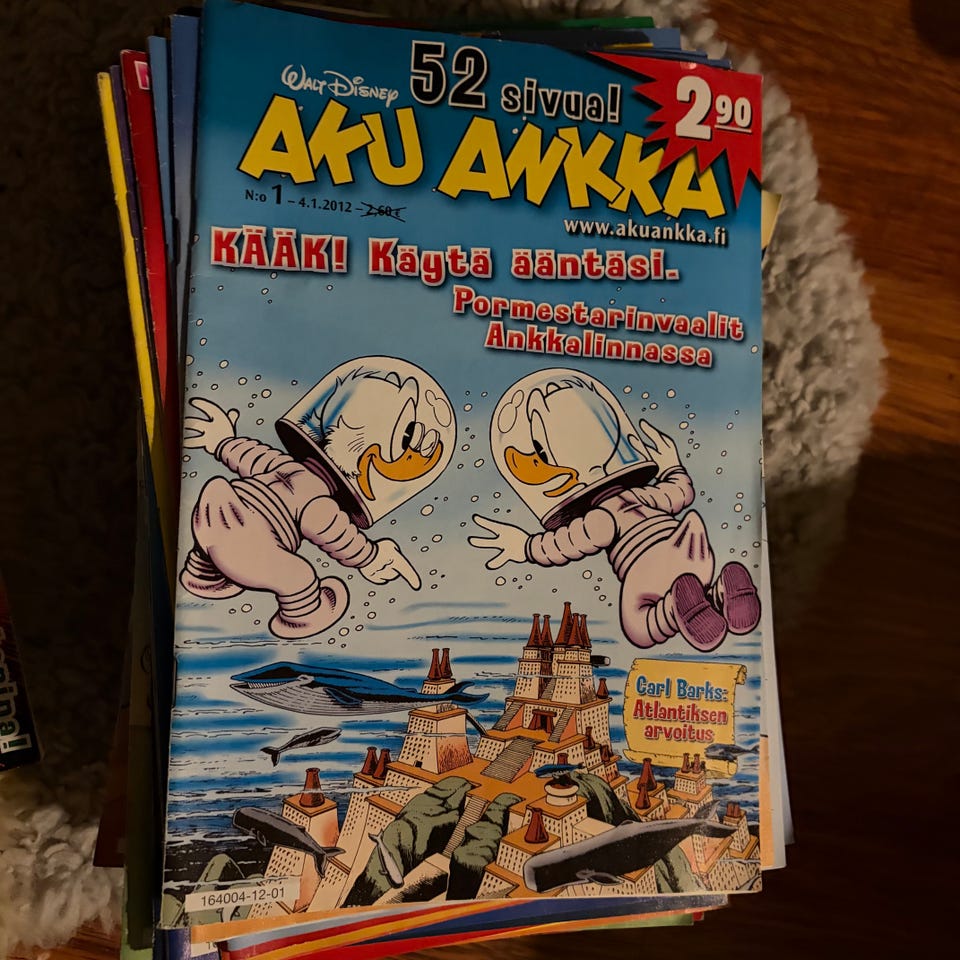 52 sivua!
2.90
WALT DISNEY
AKU ANKKA
N:o 1 – 4.1.2012 – 2,60 €
www.akuankka.fi
KÄÄK! Käytä ääntäsi.
Pormestarinvaalit
Ankkalinnassa
Carl Barks:
Atlantiksen
arvoitus
164004-12-01